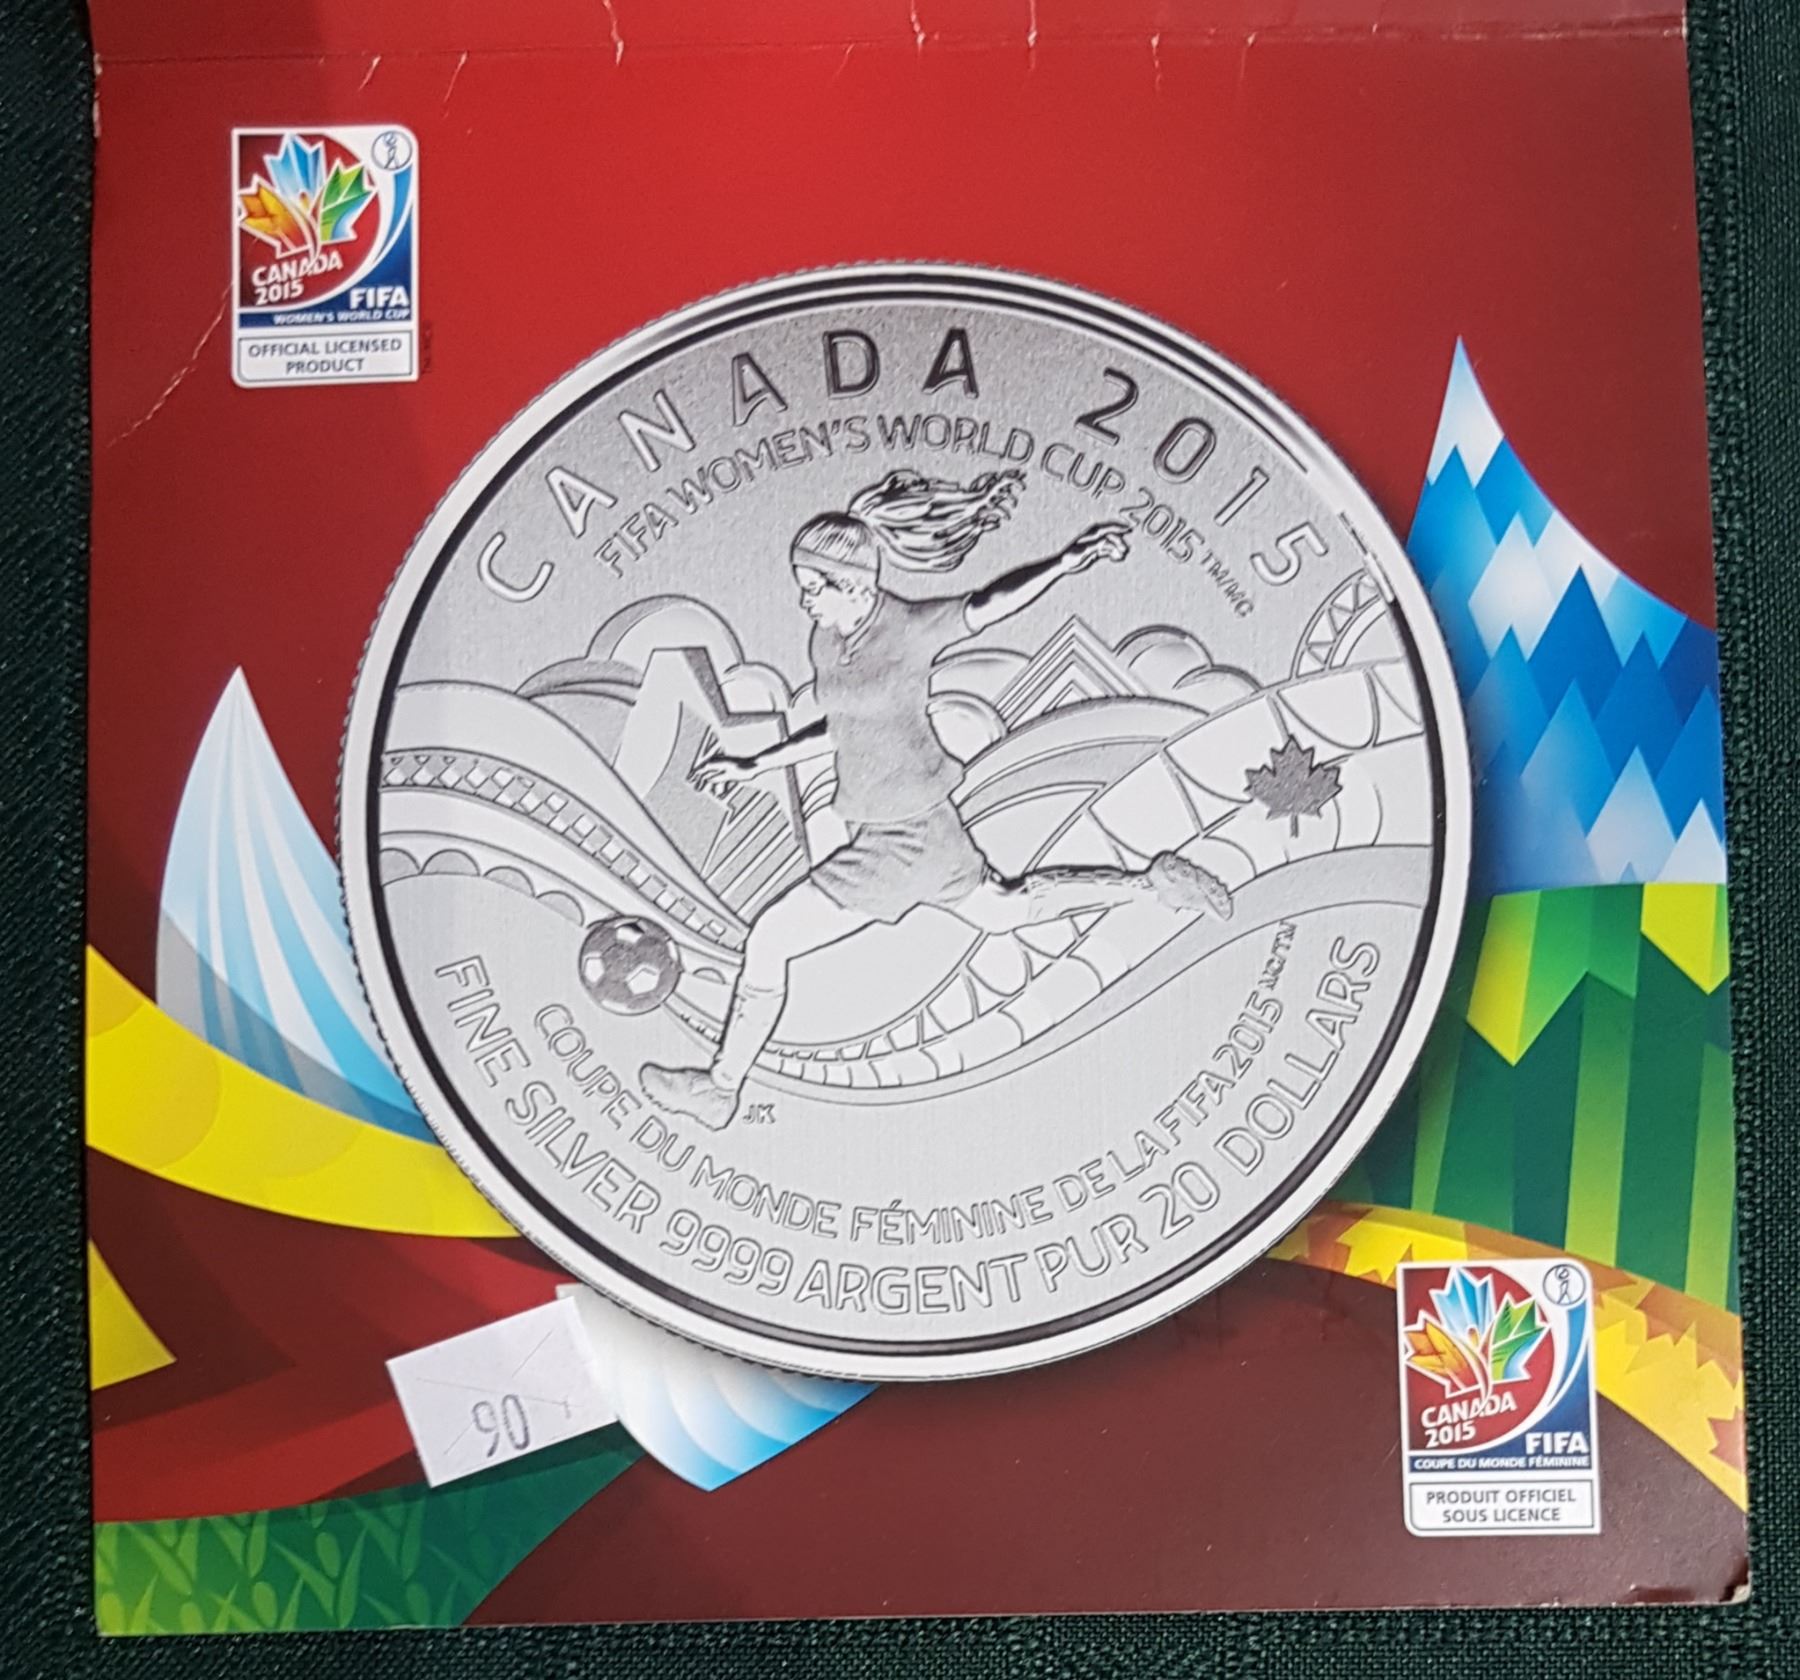 CANADA
2015
FIFA
WOMEN'S WORLD CUP
OFFICIAL LICENSED
PRODUCT
CANADA 2015
FIFA WOMEN'S WORLD CUP 2015 TM/MC
JK
COUPE DU MONDE FÉMININE DE LA FIFA 2015 MC/TM
FINE SILVER 9999 ARGENT PUR 20 DOLLARS
90
CANADA
2015
FIFA
COUPE DU MONDE FÉMININE
PRODUIT OFFICIEL
SOUS LICENCE